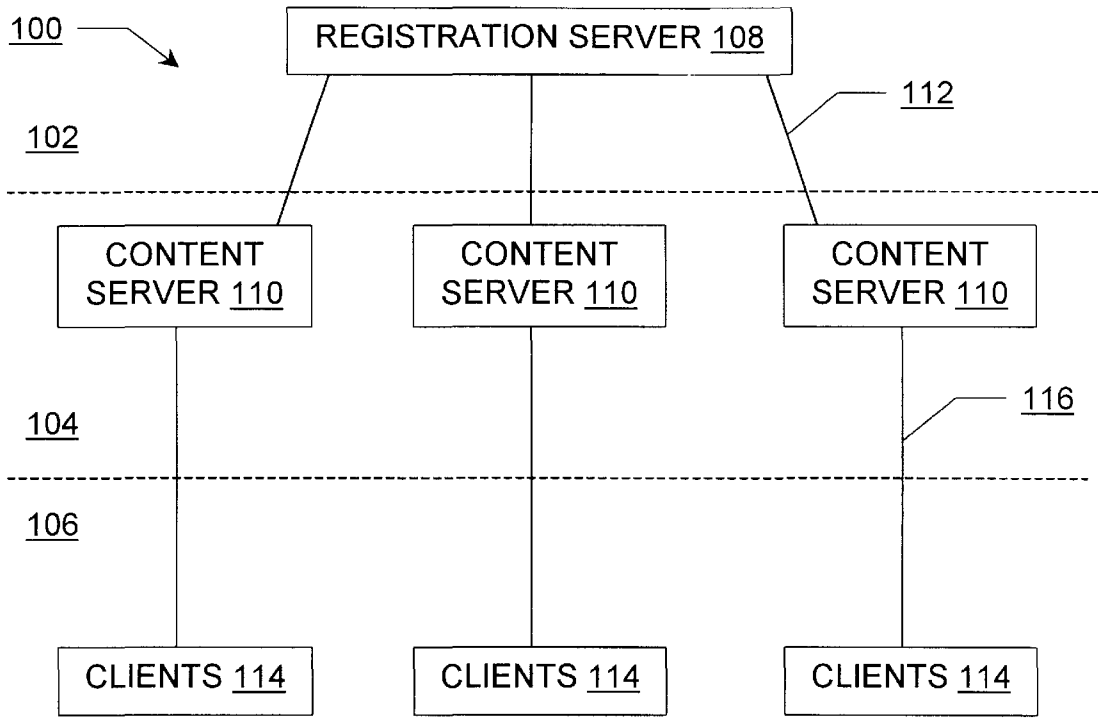 100
REGISTRATION SERVER 108
112
102
CONTENT
SERVER 110
CONTENT
SERVER 110
CONTENT
SERVER 110
116
104
106
CLIENTS 114
CLIENTS 114
CLIENTS 114